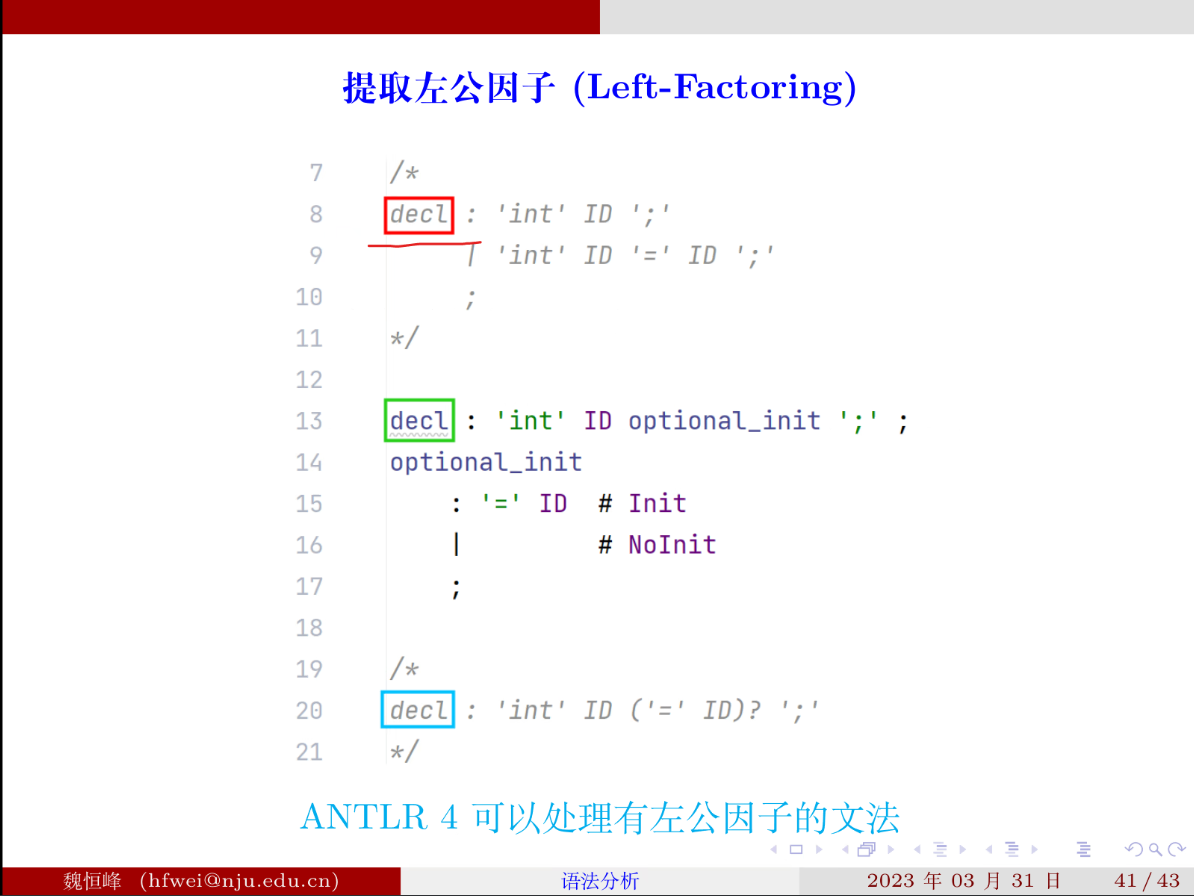 提取左公因子 (Left-Factoring)
7 /*
8 decl : 'int' ID ';'
9 | 'int' ID '=' ID ';'
10 ;
11 */
12
13 decl : 'int' ID optional_init ';' ;
14 optional_init
15 : '=' ID # Init
16 | # NoInit
17 ;
18
19 /*
20 decl : 'int' ID ('=' ID)? ';'
21 */
ANTLR 4 可以处理有左公因子的文法
魏恒峰 (hfwei@nju.edu.cn) 语法分析 2023 年 03 月 31 日 41 / 43